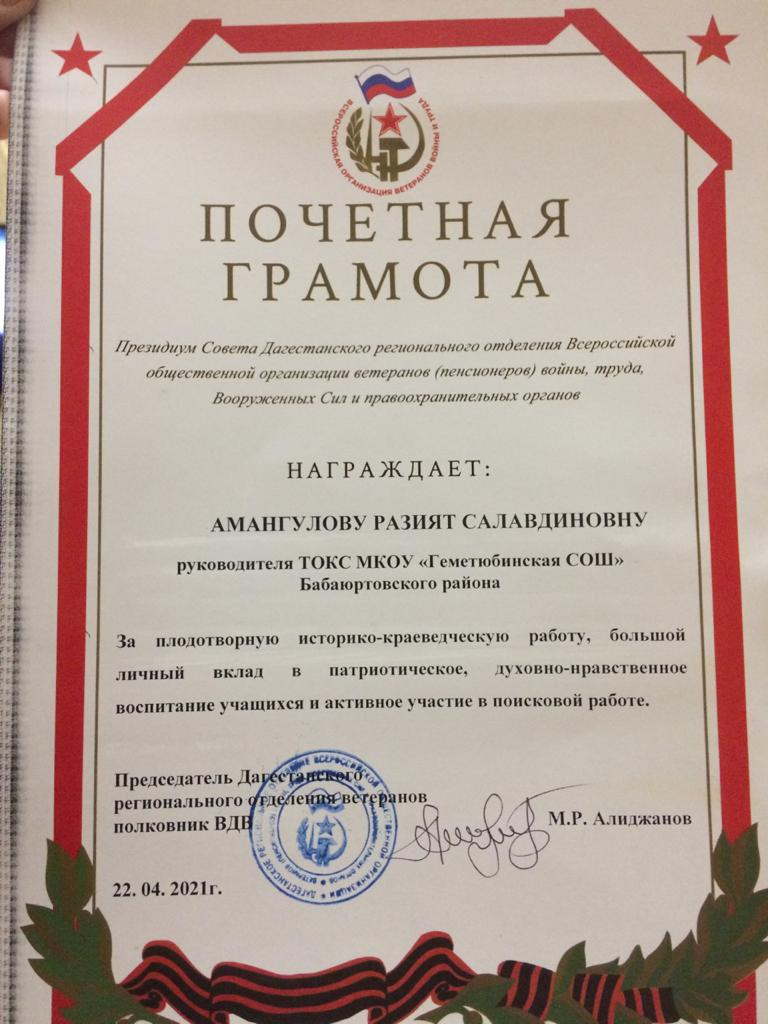 ВСЕРОССИЙСКАЯ ОРГАНИЗАЦИЯ ВЕТЕРАНОВ ВОЙНЫ И ТРУДА
ПОЧЕТНАЯ
ГРАМОТА
Президиум Совета Дагестанского регионального отделения Всероссийской
общественной организации ветеранов (пенсионеров) войны, труда,
Вооруженных Сил и правоохранительных органов
НАГРАЖДАЕТ:
АМАНГУЛОВУ РАЗИЯТ САЛАВДИНОВНУ
руководителя ТОКС МКОУ «Геметюбинская СОШ»
Бабаюртовского района
За плодотворную историко-краеведческую работу, большой
личный вклад в патриотическое, духовно-нравственное
воспитание учащихся и активное участие в поисковой работе.
Председатель Дагестанского
регионального отделения ветеранов
полковник ВДВ
М.Р. Алиджанов
22. 04. 2021г.